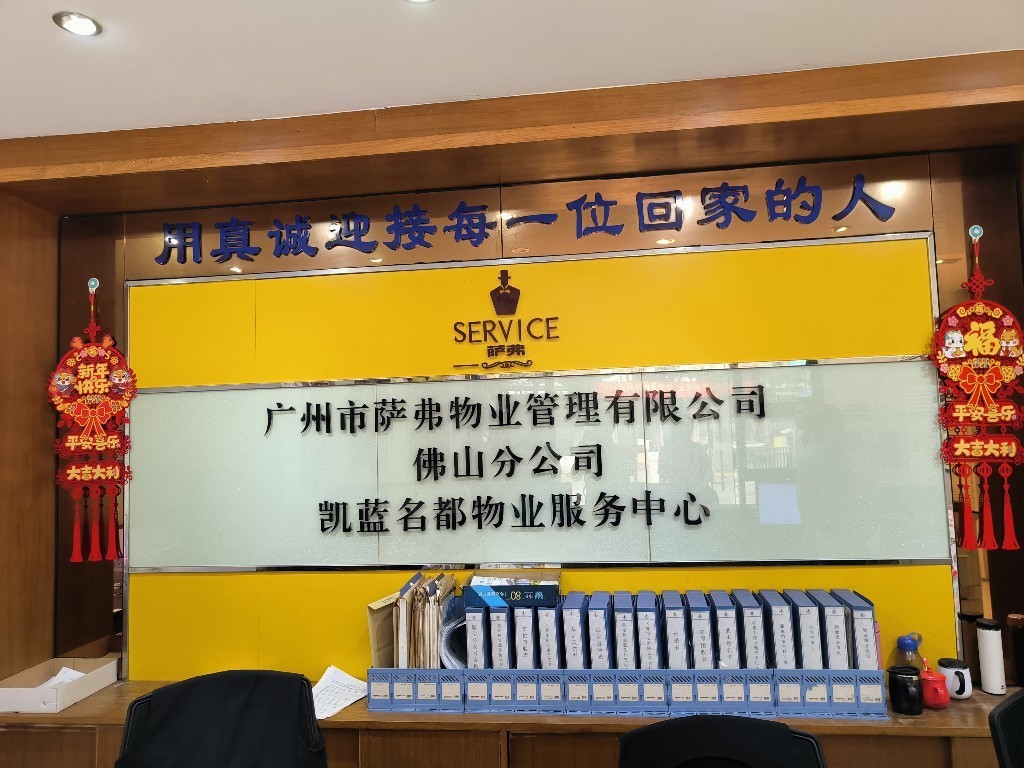 用真诚迎接每一位回家的人
SERVICE
萨弗
广州市萨弗物业管理有限公司
佛山分公司
凯蓝名都物业服务中心
新年
快乐
平安喜乐
大吉大利
福
平安喜乐
大吉大利